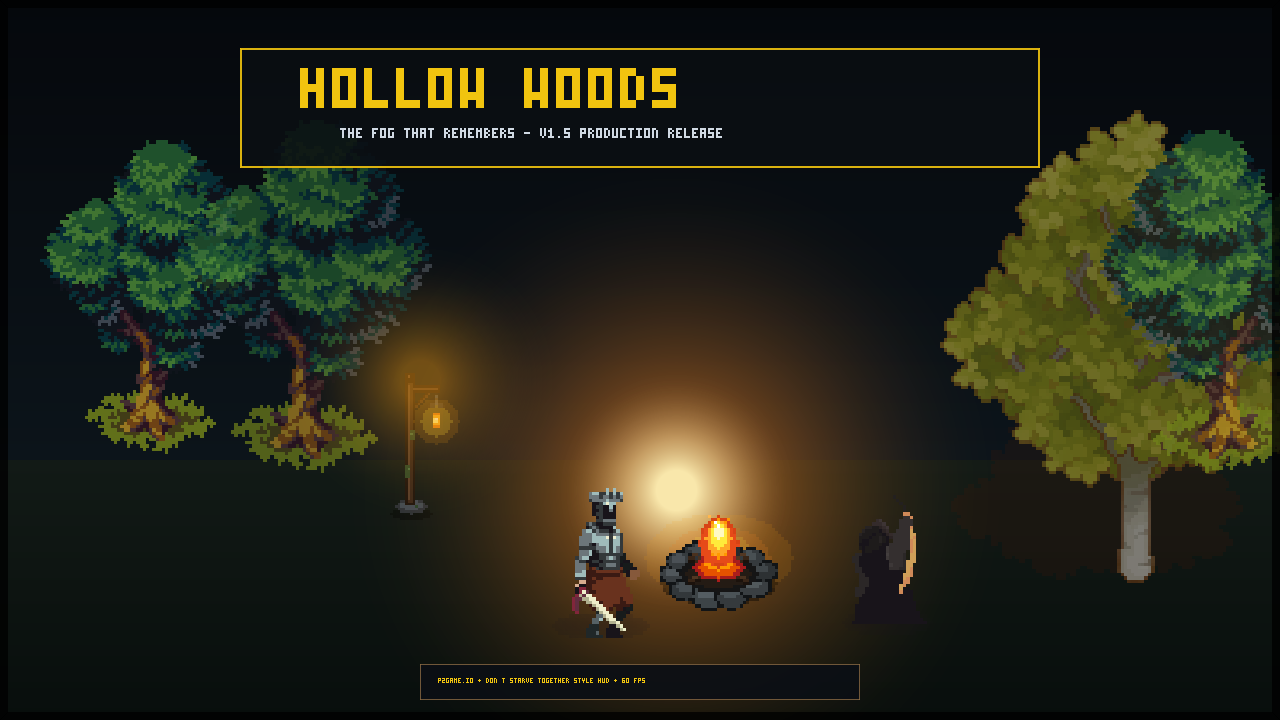 HOLLOW WOODS
THE FOG THAT REMEMBERS - V1.5 PRODUCTION RELEASE
P2GAME.IO + DON T STARVE TOGETHER STYLE HUD + 60 FPS